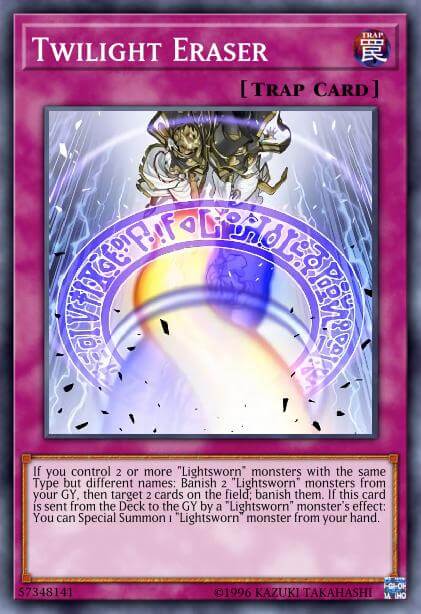 TWILIGHT ERASER
TRAP
罠
[TRAP CARD]
If you control 2 or more "Lightsworn" monsters with the same
Type but different names: Banish 2 "Lightsworn" monsters from
your GY, then target 2 cards on the field; banish them. If this card
is sent from the Deck to the GY by a "Lightsworn" monster's effect:
You can Special Summon 1 "Lightsworn" monster from your hand.
57348141
©1996 KAZUKI TAKAHASHI